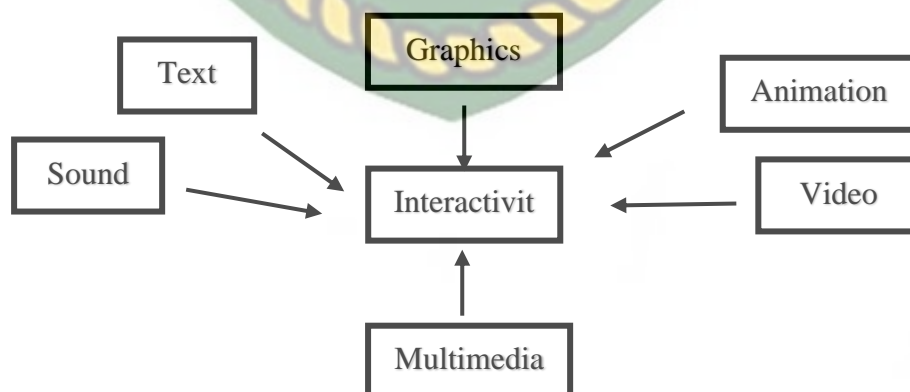 Graphics
Text
Animation
Sound
Video
Interactivit
Multimedia